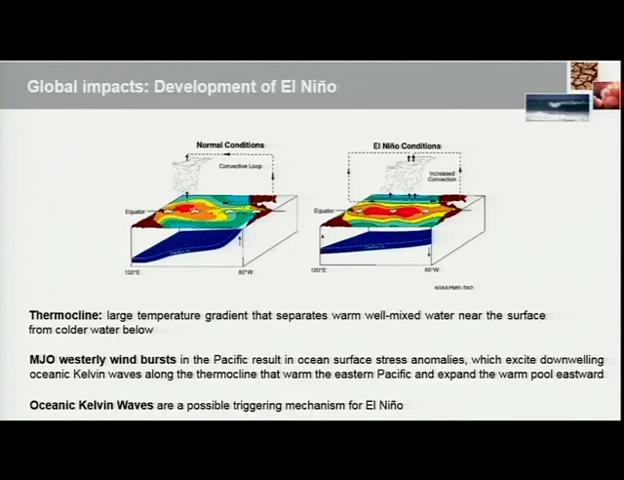 Global impacts: Development of El Niño
Normal Conditions
Convective Loop
Equator
120°E
80°W
El Niño Conditions
Increased
Convection
Equator
120°E
80°W
NOAA/PMEL/TAO
Thermocline: large temperature gradient that separates warm well-mixed water near the surface
from colder water below
MJO westerly wind bursts in the Pacific result in ocean surface stress anomalies, which excite downwelling
oceanic Kelvin waves along the thermocline that warm the eastern Pacific and expand the warm pool eastward
Oceanic Kelvin Waves are a possible triggering mechanism for El Niño